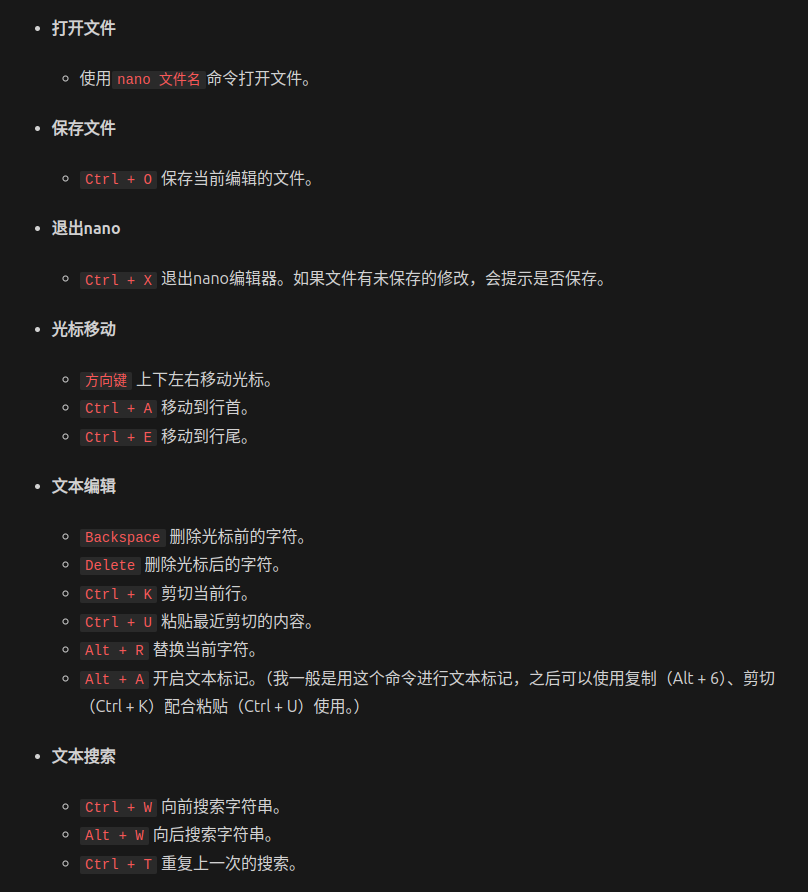 打开文件
使用 nano 文件名 命令打开文件。
保存文件
Ctrl + O 保存当前编辑的文件。
退出nano
Ctrl + X 退出nano编辑器。如果文件有未保存的修改，会提示是否保存。
光标移动
方向键 上下左右移动光标。
Ctrl + A 移动到行首。
Ctrl + E 移动到行尾。
文本编辑
Backspace 删除光标前的字符。
Delete 删除光标后的字符。
Ctrl + K 剪切当前行。
Ctrl + U 粘贴最近剪切的内容。
Alt + R 替换当前字符。
Alt + A 开启文本标记。（我一般是用这个命令进行文本标记，之后可以使用复制（Alt + 6）、剪切
（Ctrl + K）配合粘贴（Ctrl + U）使用。）
文本搜索
Ctrl + W 向前搜索字符串。
Alt + W 向后搜索字符串。
Ctrl + T 重复上一次的搜索。